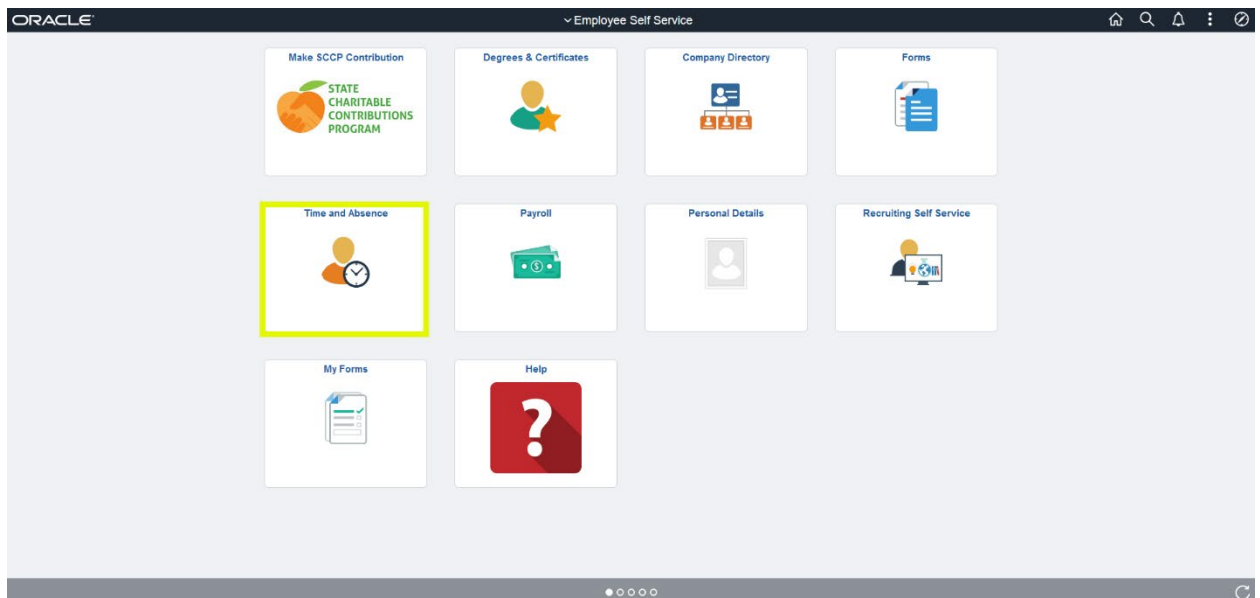 ORACLE
Employee Self Service
Make SCCP Contribution
STATE
CHARITABLE
CONTRIBUTIONS
PROGRAM
Degrees & Certificates
Company Directory
Forms
Time and Absence
Payroll
Personal Details
Recruiting Self Service
My Forms
Help
?